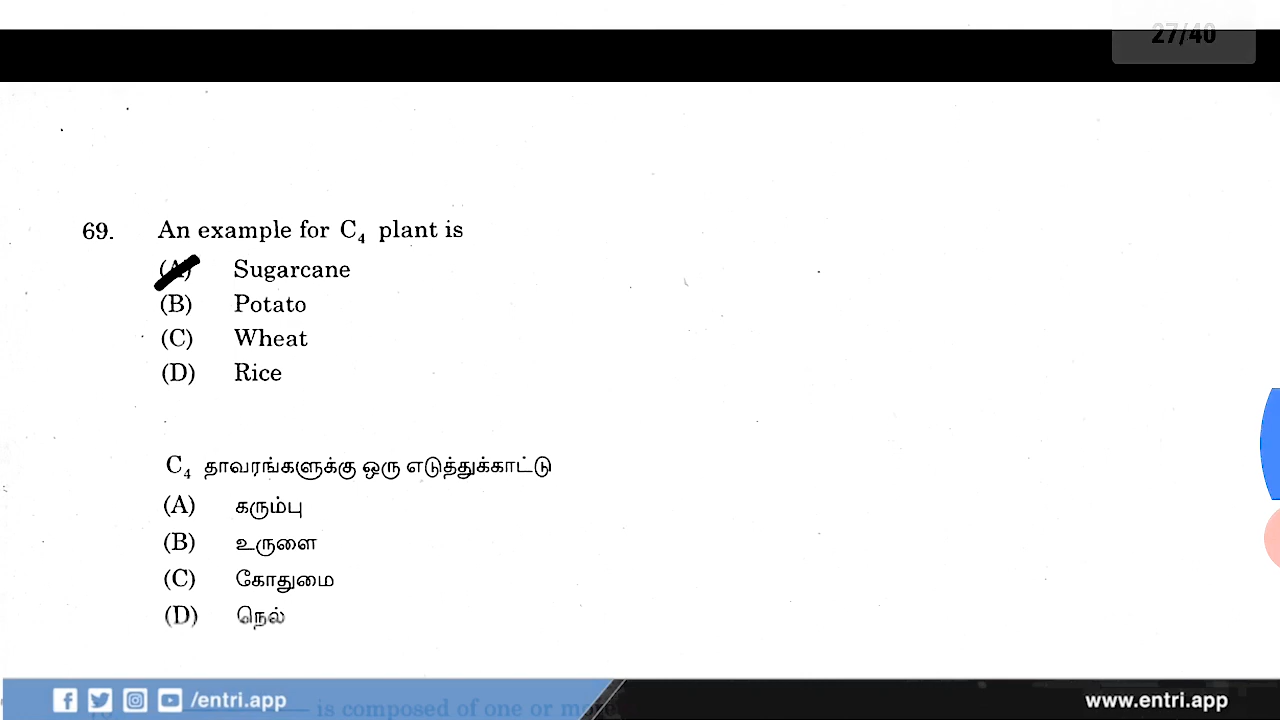 27/40
69. An example for C₄ plant is
(A) Sugarcane
(B) Potato
(C) Wheat
(D) Rice
C₄ தாவரங்களுக்கு ஒரு எடுத்துக்காட்டு
(A) கரும்பு
(B) உருளை
(C) கோதுமை
(D) நெல்
/entri.app
www.entri.app
is composed of one or more